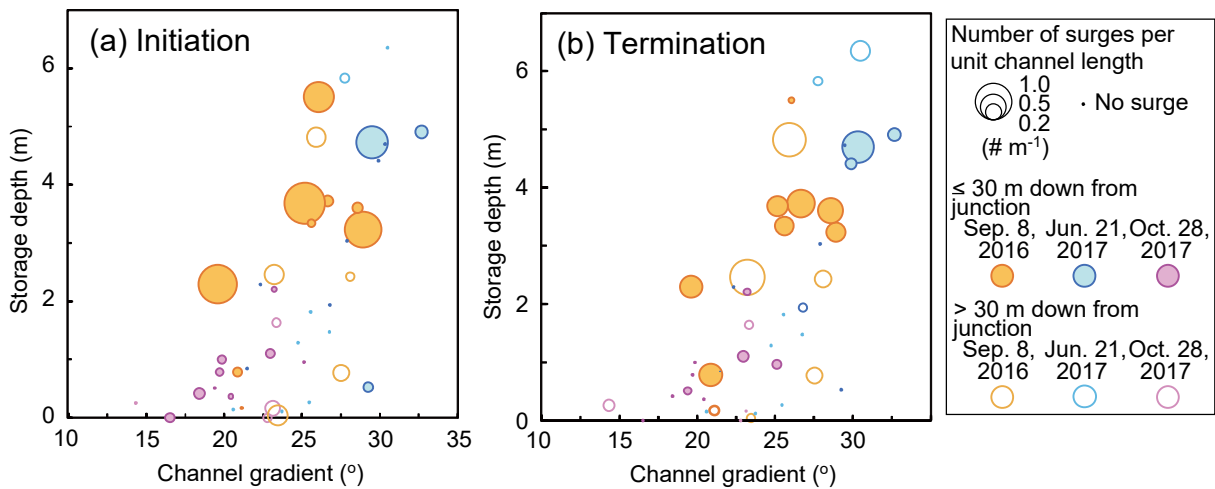 (a) Initiation
Storage depth (m)
6
4
2
0
10 15 20 25 30 35
Channel gradient (o)
(b) Termination
Storage depth (m)
6
4
2
0
10 15 20 25 30
Channel gradient (o)
Number of surges per
unit channel length
1.0
0.5
0.2
No surge
(# m-1)
≤ 30 m down from
junction
Sep. 8, Jun. 21, Oct. 28,
2016 2017 2017
> 30 m down from
junction
Sep. 8, Jun. 21, Oct. 28,
2016 2017 2017